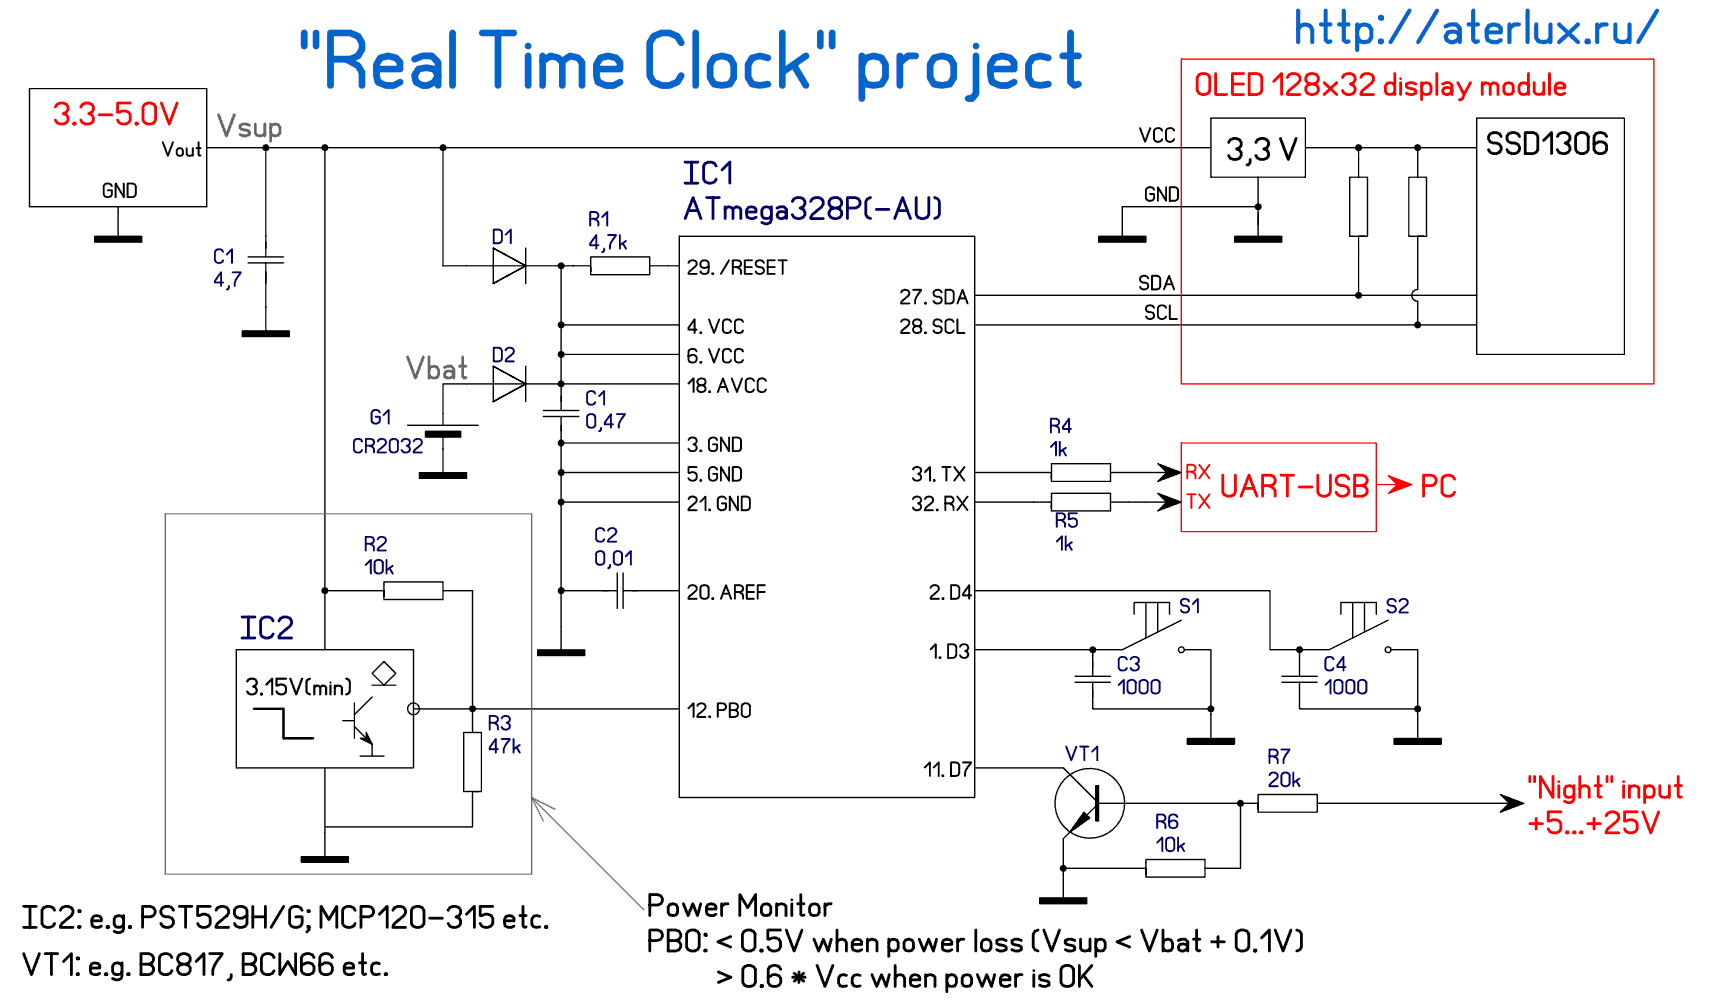 "Real Time Clock" project
http://aterlux.ru/
3.3-5.0V
Vout
GND
Vsup
C1
4,7
OLED 128x32 display module
VCC
3,3 V
SSD1306
GND
SDA
SCL
IC1
ATmega328P(-AU)
D1
R1
4,7k
29. /RESET
4. VCC
6. VCC
18. AVCC
3. GND
5. GND
21. GND
20. AREF
12. PB0
27. SDA
28. SCL
31. TX
32. RX
2. D4
1. D3
11. D7
Vbat
D2
G1
CR2032
C1
0,47
C2
0,01
R4
1k
R5
1k
RX
TX
UART-USB
PC
S1
C3
1000
S2
C4
1000
R2
10k
IC2
3.15V(min)
R3
47k
VT1
R7
20k
R6
10k
"Night" input
+5...+25V
IC2: e.g. PST529H/G; MCP120-315 etc.
VT1: e.g. BC817, BCW66 etc.
Power Monitor
PB0: < 0.5V when power loss (Vsup < Vbat + 0.1V)
> 0.6 * Vcc when power is OK